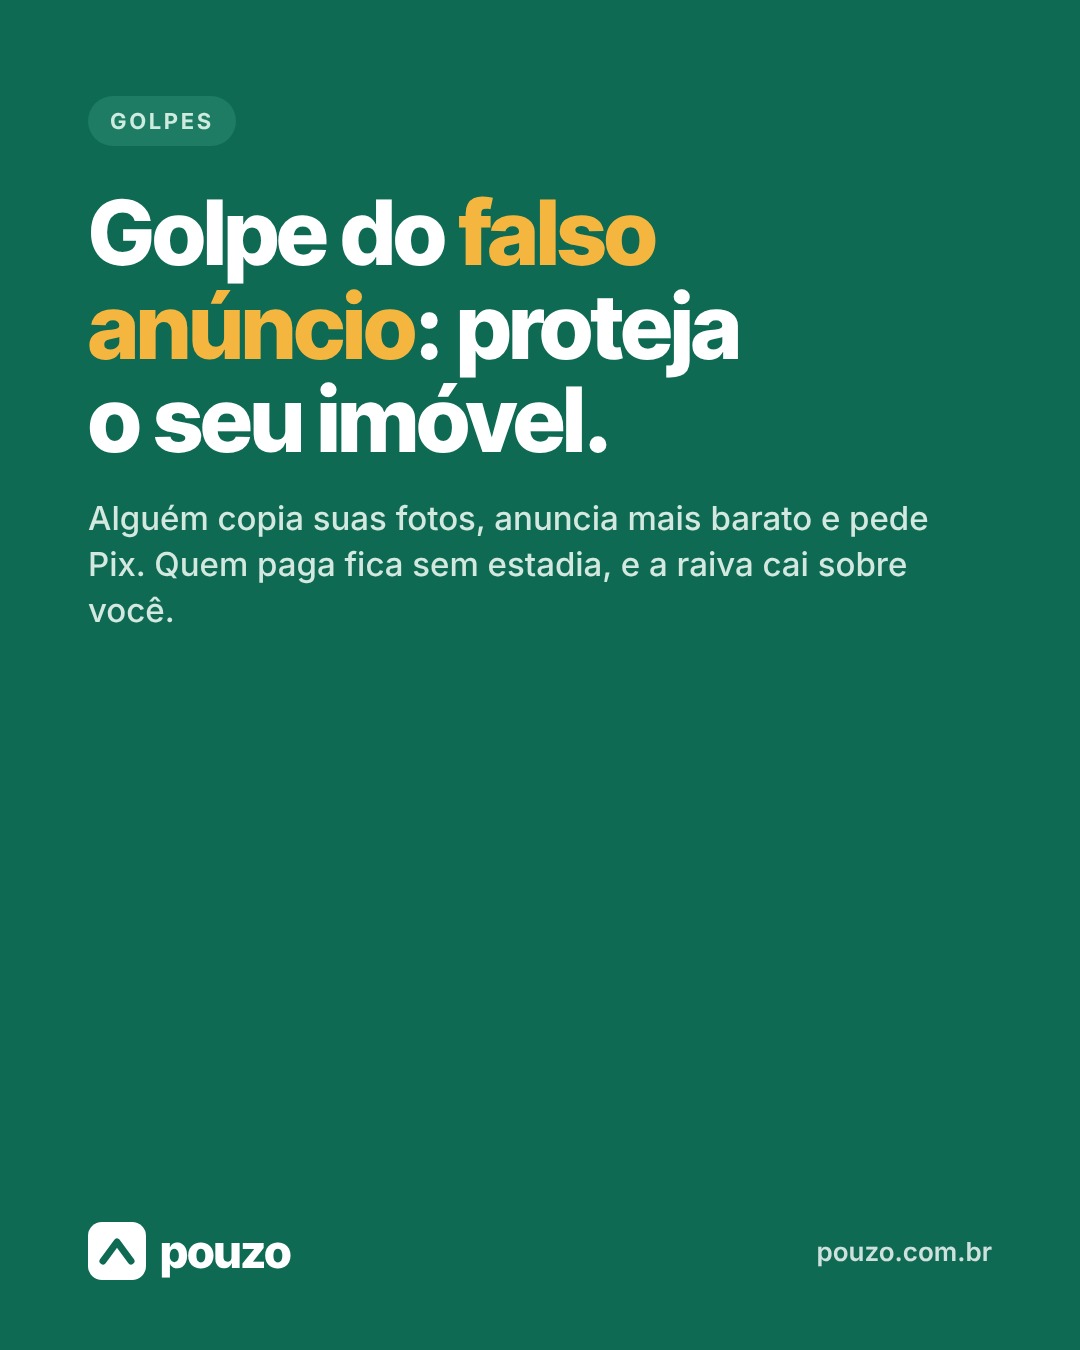 GOLPES
Golpe do falso
anúncio: proteja
o seu imóvel.
Alguém copia suas fotos, anuncia mais barato e pede
Pix. Quem paga fica sem estadia, e a raiva cai sobre
você.
pouzo
pouzo.com.br